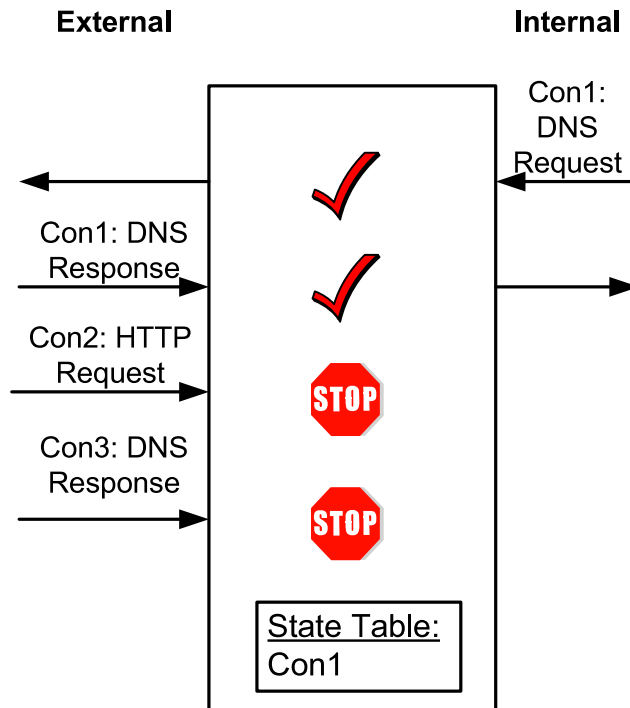 External
Internal
Con1:
DNS
Request
Con1: DNS
Response
Con2: HTTP
Request
Con3: DNS
Response
STOP
STOP
State Table:
Con1